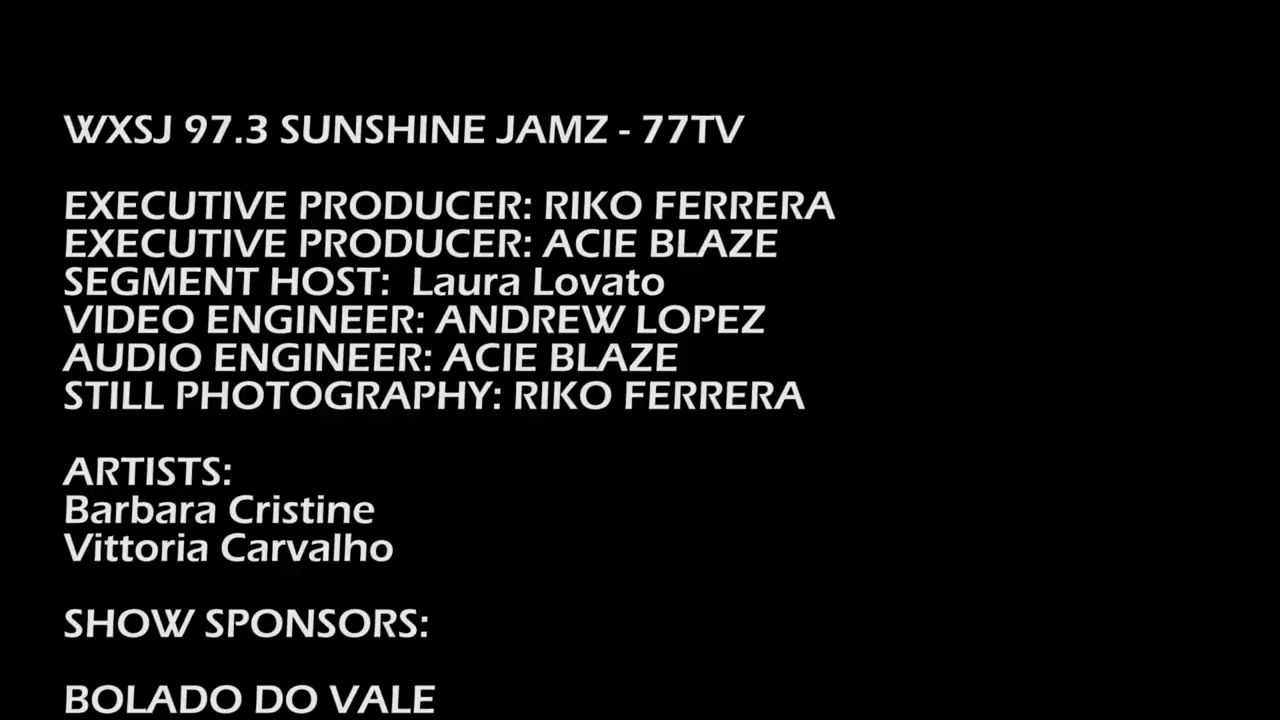 WXSJ 97.3 SUNSHINE JAMZ - 77TV
EXECUTIVE PRODUCER: RIKO FERRERA
EXECUTIVE PRODUCER: ACIE BLAZE
SEGMENT HOST: Laura Lovato
VIDEO ENGINEER: ANDREW LOPEZ
AUDIO ENGINEER: ACIE BLAZE
STILL PHOTOGRAPHY: RIKO FERRERA
ARTISTS:
Barbara Cristine
Vittoria Carvalho
SHOW SPONSORS:
BOLADO DO VALE